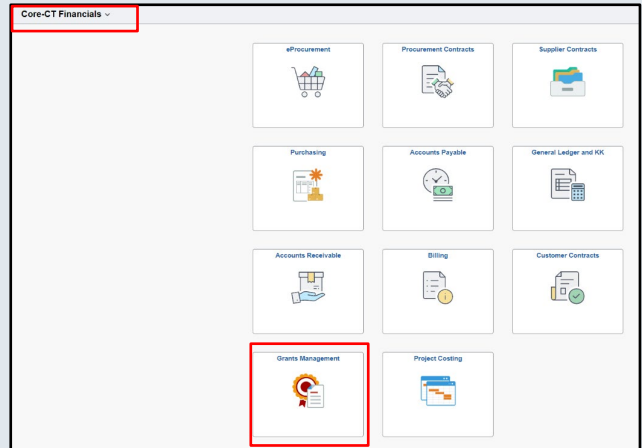 Core-CT Financials
eProcurement
Procurement Contracts
Supplier Contracts
Purchasing
Accounts Payable
General Ledger and KK
Accounts Receivable
Billing
Customer Contracts
Grants Management
Project Costing